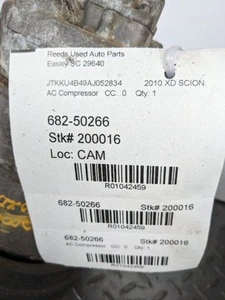 Reeds Used Auto Parts
Easley SC 29640
JTKKU4B49AJ052834 2010 XD SCION
AC Compressor CC: 0 Qty: 1
682-50266
Stk# 200016
Loc: CAM
R01042459
682-50266 Stk# 200016
R01042459
682-50266 Stk# 200016
AC Compressor CC: 0 Qty: 1
R01042459